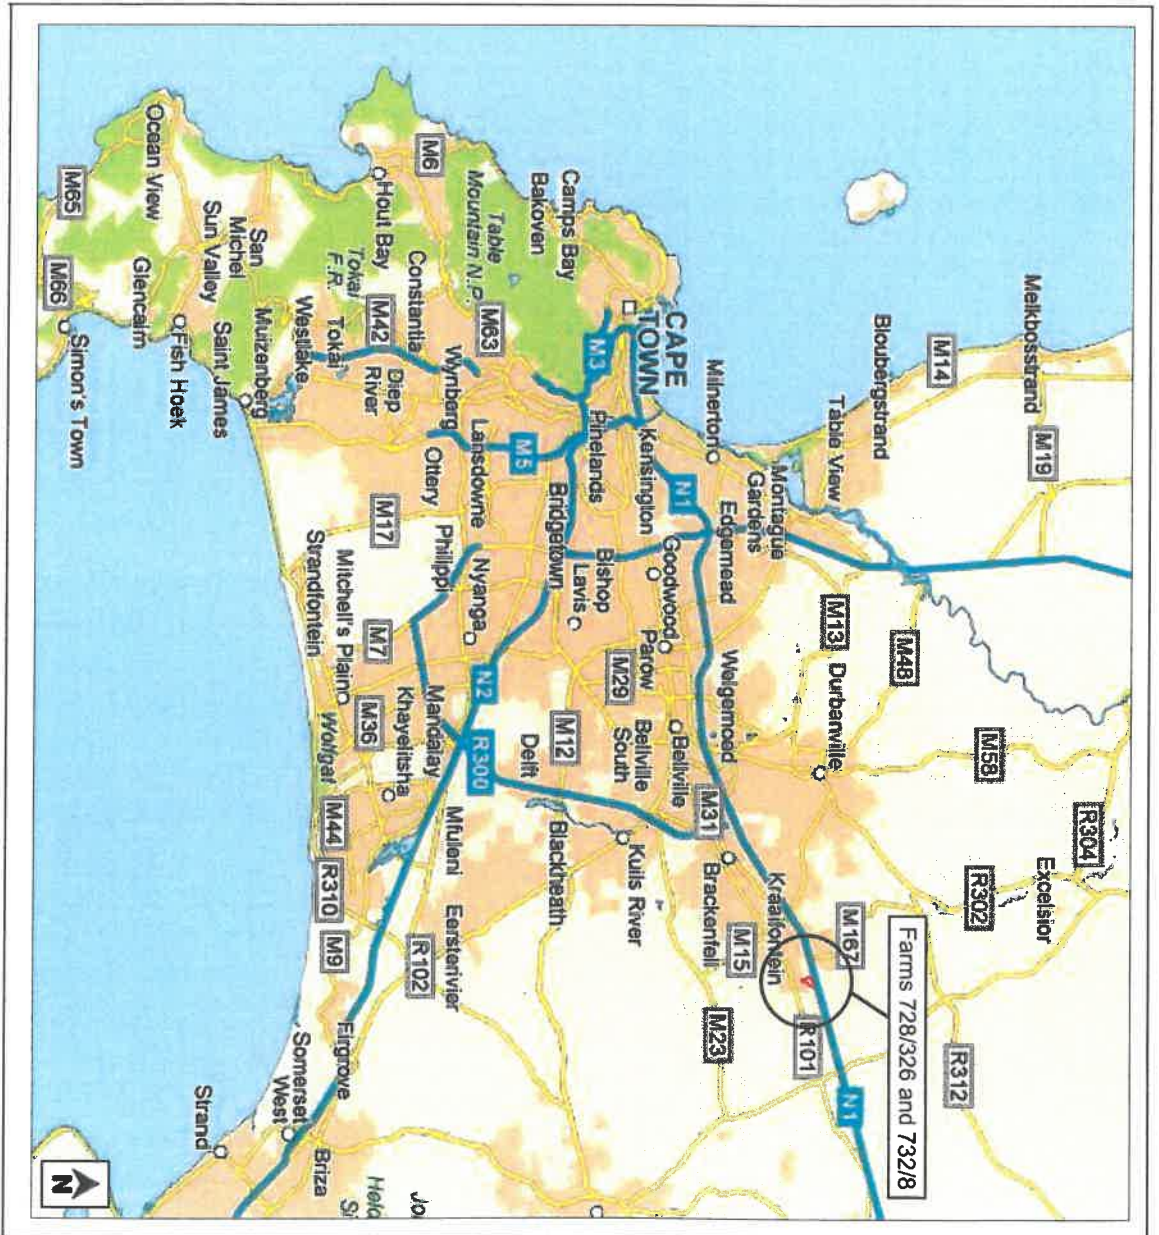 Melkbosstrand
M19
M14
Bloubergstrand
Table View
Montague
Gardens
Milnerton
CAPE
TOWN
Kensington
N1
Edgemead
Goodwood
Pinelands
M3
Camps Bay
Bakoven
Table
Mountain N.P.
M6
Hout Bay
Ocean View
M65
M66
San
Michel
Sun Valley
Glencairn
Simon's Town
Fish Hoek
Saint James
Muizenberg
Westlake
Tokai
F.R.
Tokai
M42
Constantia
M63
Wynberg
Diep
River
Ottery
Lansdowne
M5
Bridgetown
Bishop
Lavis
M17
Philippi
Nyanga
Strandfontein
Mitchell's Plain
M7
M36
Khayelitsha
Mandalay
N2
R300
Delft
M12
M29
Parow
Bellville
South
Bellville
Welgemoed
M13
M48
Durbanville
M58
R304
Excelsior
R302
M31
Brackenfell
Kraaifontein
M167
M15
Kuils River
Blackheath
Mfuleni
Eersterivier
Wolfgat
M44
R310
M9
R102
M23
R101
R312
N1
Farms 728/326 and 732/8
Firgrove
Somerset
West
Strand
Briza
N